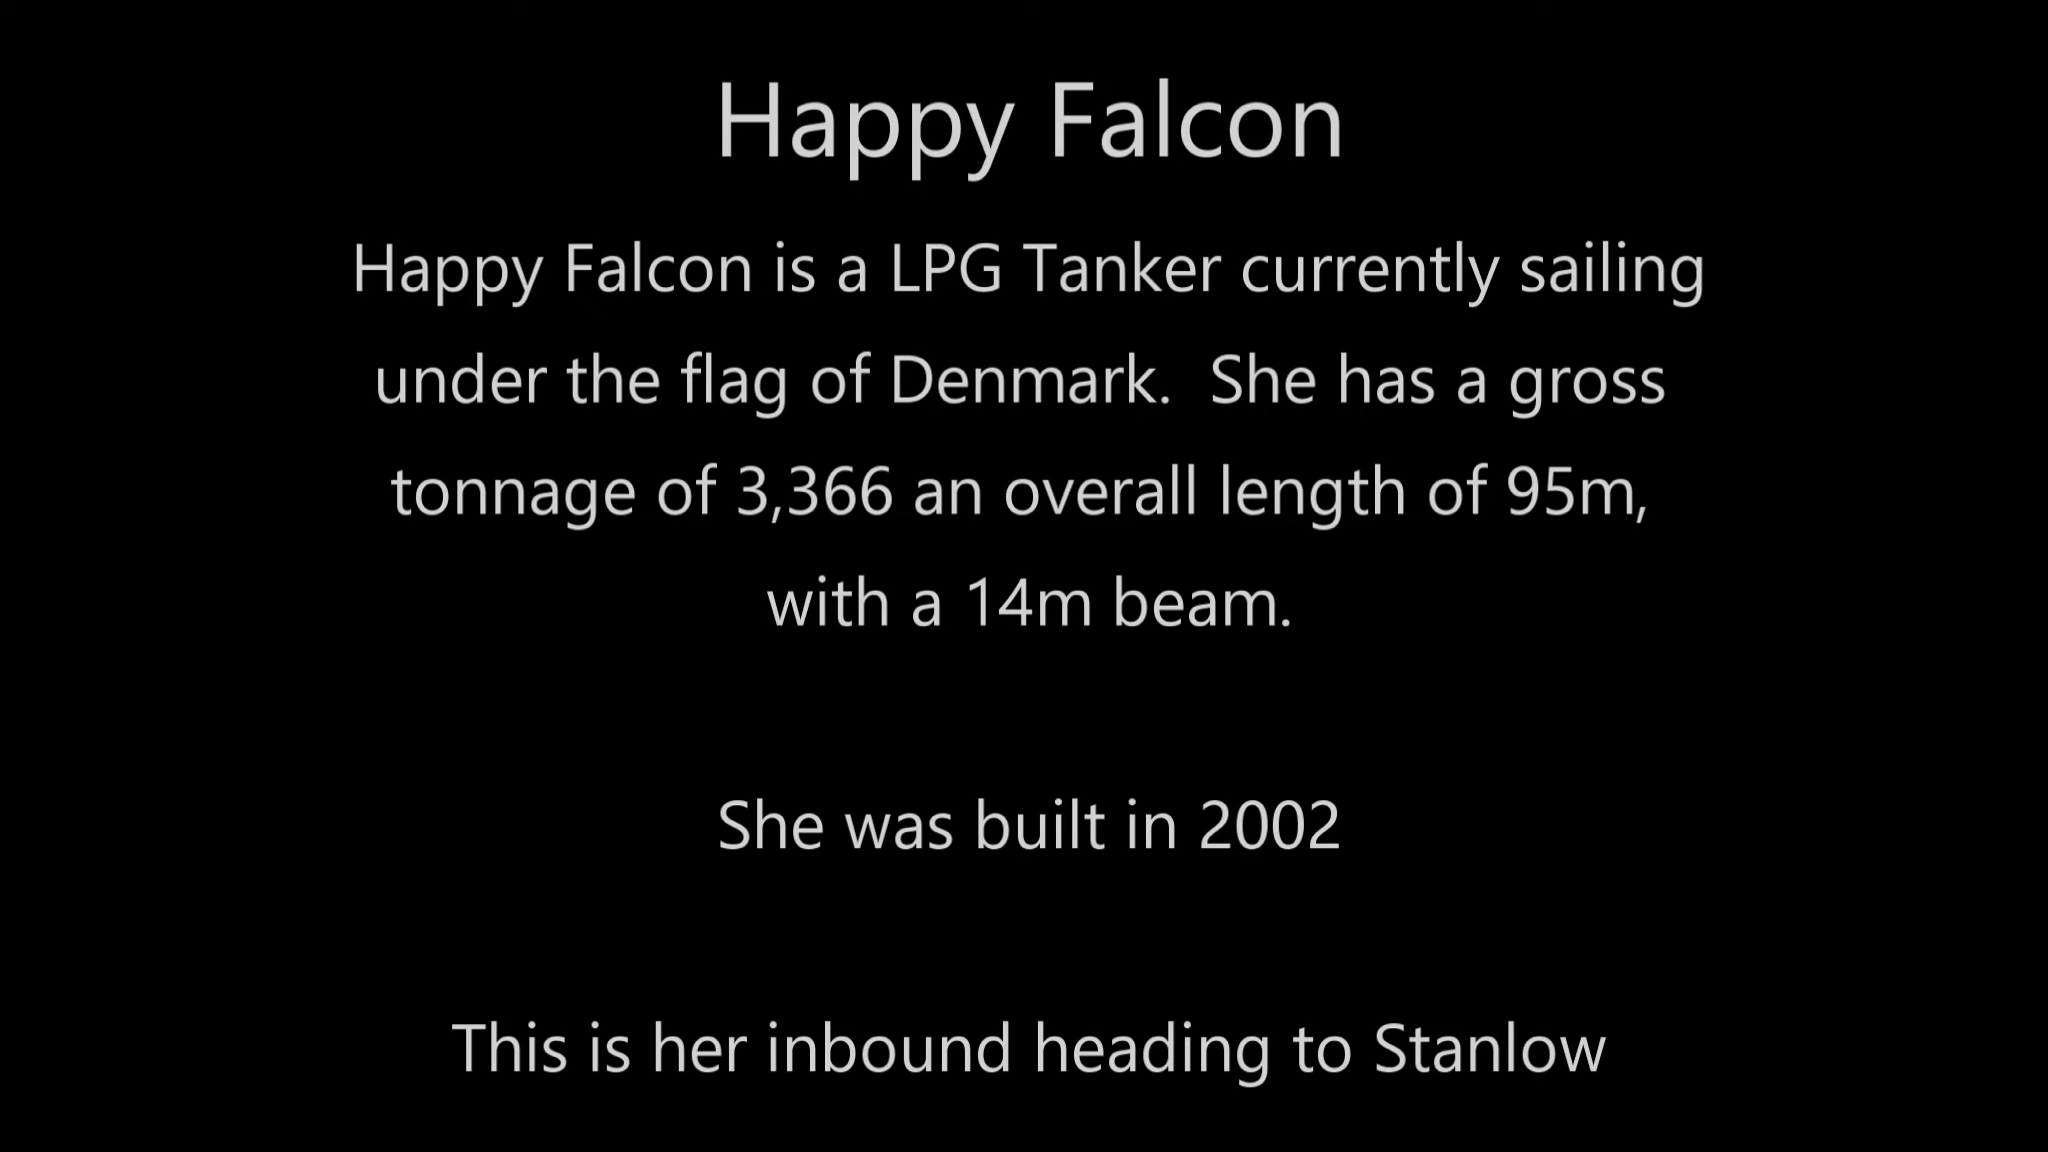 Happy Falcon
Happy Falcon is a LPG Tanker currently sailing
under the flag of Denmark.  She has a gross
tonnage of 3,366 an overall length of 95m,
with a 14m beam.
She was built in 2002
This is her inbound heading to Stanlow